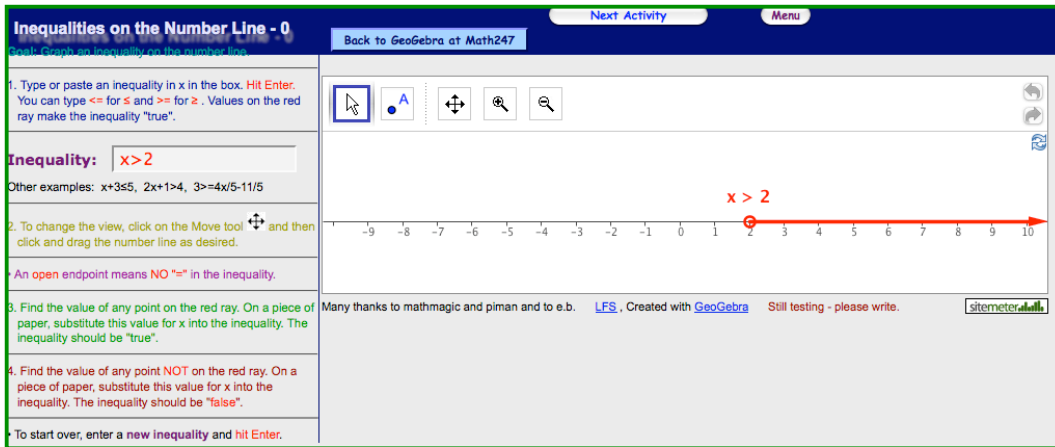 Inequalities on the Number Line - 0
Next Activity
Menu
Back to GeoGebra at Math247
Goal: Graph an inequality on the number line.
1. Type or paste an inequality in x in the box. Hit Enter.
You can type <= for ≤ and >= for ≥ . Values on the red
ray make the inequality "true".
Inequality: x>2
Other examples: x+3≤5, 2x+1>4, 3>=4x/5-11/5
2. To change the view, click on the Move tool and then
click and drag the number line as desired.
• An open endpoint means NO "=" in the inequality.
3. Find the value of any point on the red ray. On a piece of
paper, substitute this value for x into the inequality. The
inequality should be "true".
4. Find the value of any point NOT on the red ray. On a
piece of paper, substitute this value for x into the
inequality. The inequality should be "false".
• To start over, enter a new inequality and hit Enter.
A
x > 2
-9 -8 -7 -6 -5 -4 -3 -2 -1 0 1 2 3 4 5 6 7 8 9 10
Many thanks to mathmagic and piman and to e.b. LFS , Created with GeoGebra Still testing - please write.
sitemeter